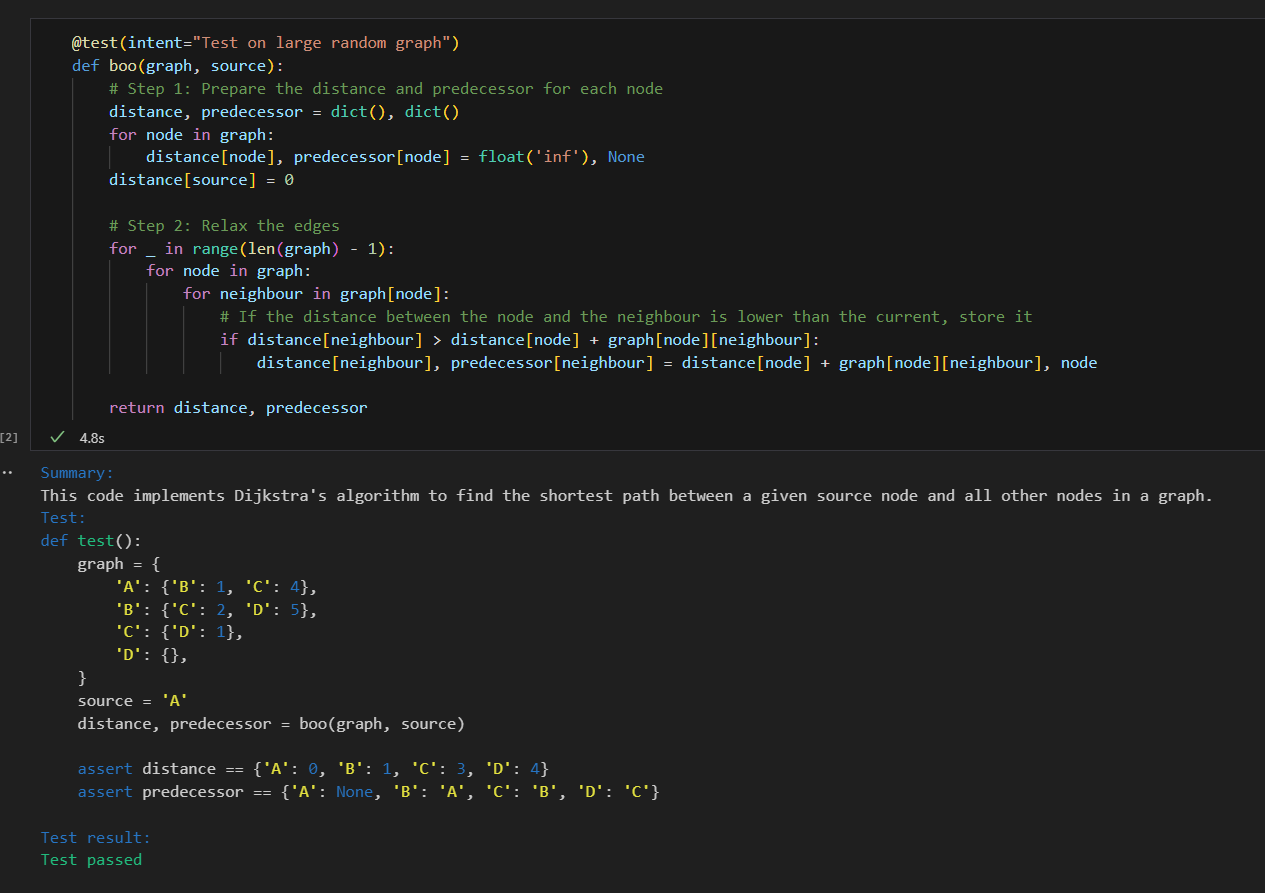 @test(intent="Test on large random graph")
def boo(graph, source):
    # Step 1: Prepare the distance and predecessor for each node
    distance, predecessor = dict(), dict()
    for node in graph:
        distance[node], predecessor[node] = float('inf'), None
    distance[source] = 0
    # Step 2: Relax the edges
    for _ in range(len(graph) - 1):
        for node in graph:
            for neighbour in graph[node]:
                # If the distance between the node and the neighbour is lower than the current, store it
                if distance[neighbour] > distance[node] + graph[node][neighbour]:
                    distance[neighbour], predecessor[neighbour] = distance[node] + graph[node][neighbour], node
    return distance, predecessor
[2] ✓ 4.8s
Summary:
This code implements Dijkstra's algorithm to find the shortest path between a given source node and all other nodes in a graph.
Test:
def test():
    graph = {
        'A': {'B': 1, 'C': 4},
        'B': {'C': 2, 'D': 5},
        'C': {'D': 1},
        'D': {},
    }
    source = 'A'
    distance, predecessor = boo(graph, source)
    assert distance == {'A': 0, 'B': 1, 'C': 3, 'D': 4}
    assert predecessor == {'A': None, 'B': 'A', 'C': 'B', 'D': 'C'}
Test result:
Test passed